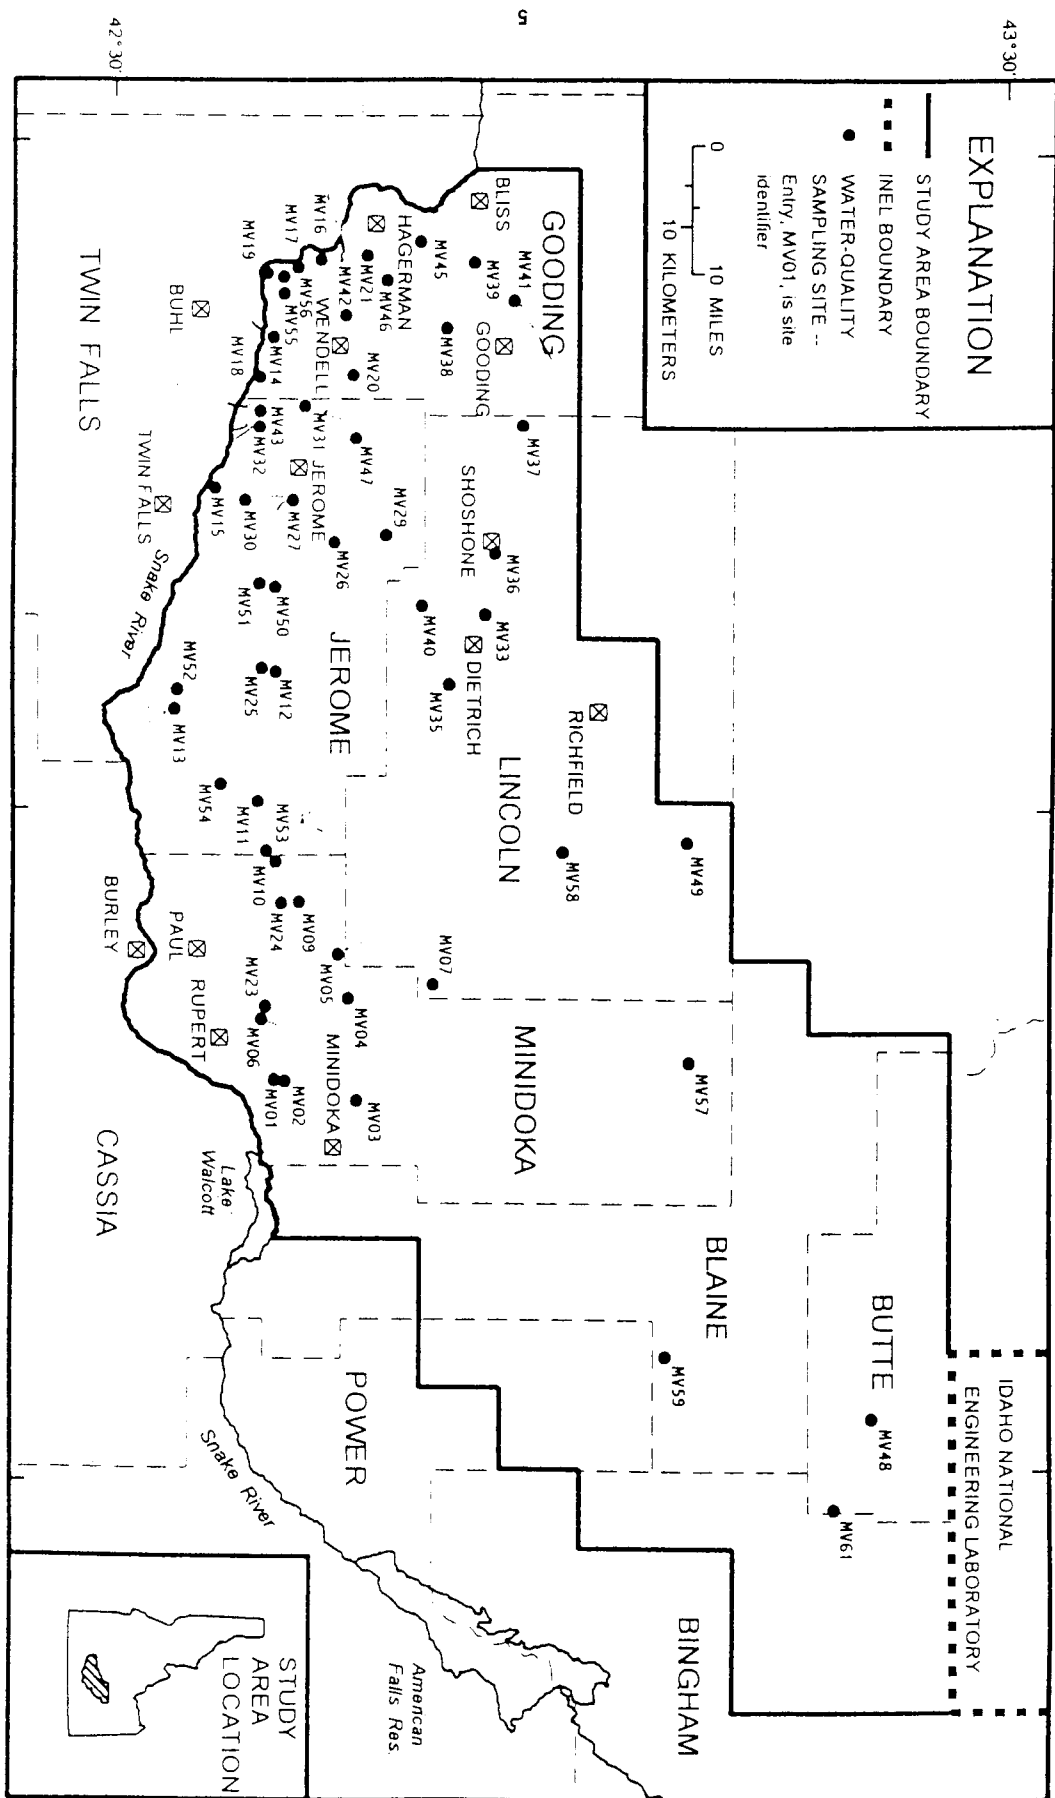 5
43°30'
42°30'
EXPLANATION
STUDY AREA BOUNDARY
INEL BOUNDARY
WATER-QUALITY
SAMPLING SITE --
Entry, MV01, is site
identifier
0
10 MILES
10 KILOMETERS
IDAHO NATIONAL
ENGINEERING LABORATORY
BUTTE
MV48
MV61
BLAINE
MV59
MV57
MV49
BINGHAM
RICHFIELD
MV58
GOODING
BLISS
MV41
MV39
MV45
GOODING
MV38
MV37
SHOSHONE
MV36
MV33
DIETRICH
MV40
MV35
LINCOLN
MV07
MINIDOKA
HAGERMAN
MV46
MV21
MV42
WENDELL
MV20
MV16
MV17
MV19
MV56
MV55
MV14
MV18
MV31
MV47
MV29
MV43
MV32
JEROME
MV27
MV26
MV30
MV15
MV50
MV51
JEROME
MV12
MV25
MV52
MV13
MV54
MV11
MV53
MV10
MV24
MV09
MV05
MV04
MV23
MV06
MV03
MINIDOKA
MV02
MV01
BUHL
TWIN FALLS
TWIN FALLS
Snake River
BURLEY
PAUL
RUPERT
Lake
Walcott
CASSIA
POWER
Snake River
American
Falls Res.
STUDY
AREA
LOCATION